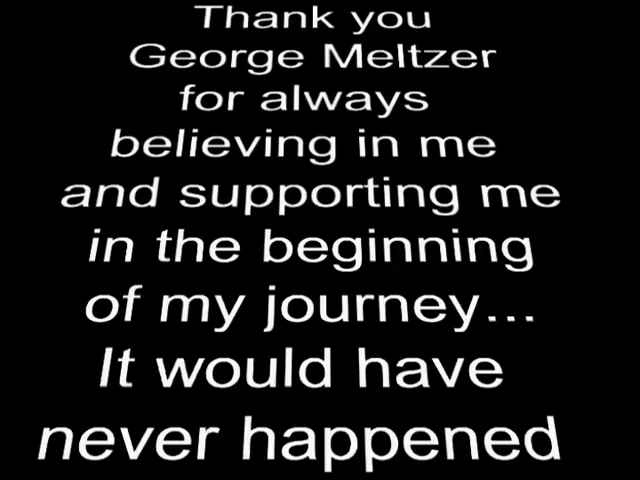 Thank you
George Meltzer
for always
believing in me
and supporting me
in the beginning
of my journey...
It would have
never happened